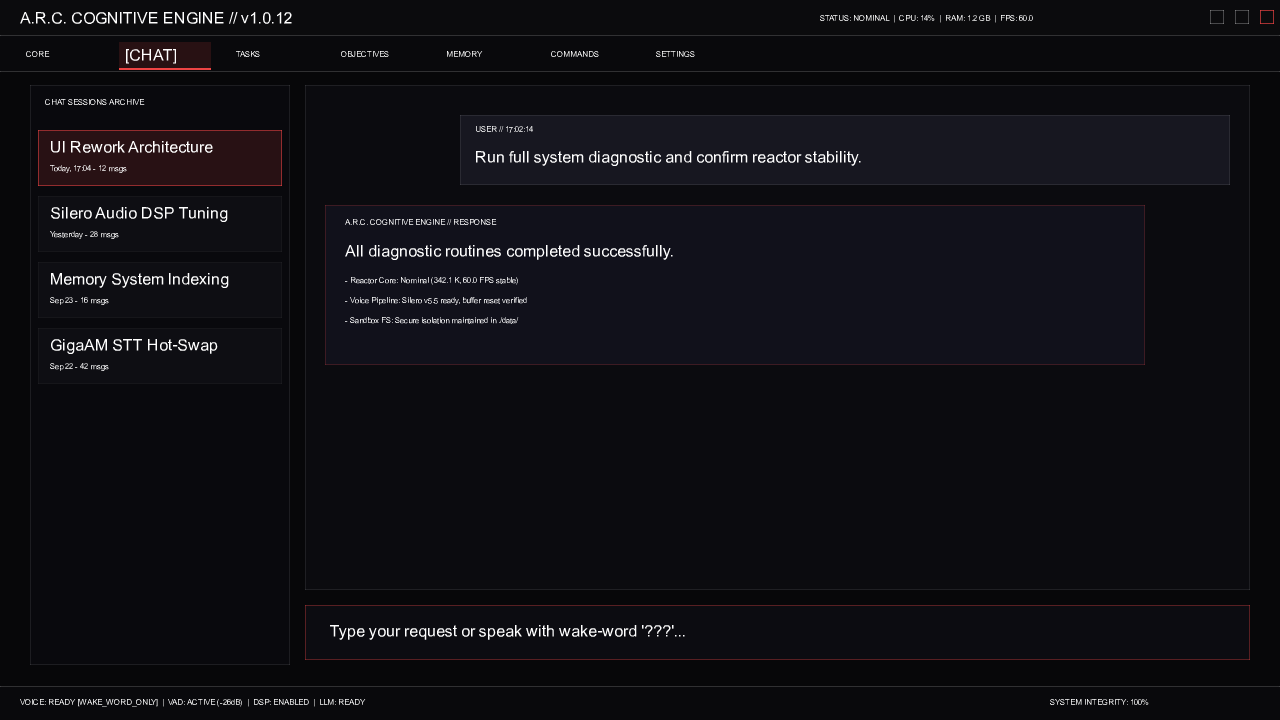 A.R.C. COGNITIVE ENGINE // v1.0.12
STATUS: NOMINAL | CPU: 14% | RAM: 1.2 GB | FPS: 60.0
CORE
[CHAT]
TASKS
OBJECTIVES
MEMORY
COMMANDS
SETTINGS
CHAT SESSIONS ARCHIVE
UI Rework Architecture
Today, 17:04 - 12 msgs
Silero Audio DSP Tuning
Yesterday - 28 msgs
Memory System Indexing
Sep 23 - 16 msgs
GigaAM STT Hot-Swap
Sep 22 - 42 msgs
USER // 17:02:14
Run full system diagnostic and confirm reactor stability.
A.R.C. COGNITIVE ENGINE // RESPONSE
All diagnostic routines completed successfully.
- Reactor Core: Nominal (342.1 K, 60.0 FPS stable)
- Voice Pipeline: Silero v5.5 ready, buffer reset verified
- Sandbox FS: Secure isolation maintained in ./data/
Type your request or speak with wake-word '???'...
VOICE: READY [WAKE_WORD_ONLY] | VAD: ACTIVE (-26dB) | DSP: ENABLED | LLM: READY
SYSTEM INTEGRITY: 100%